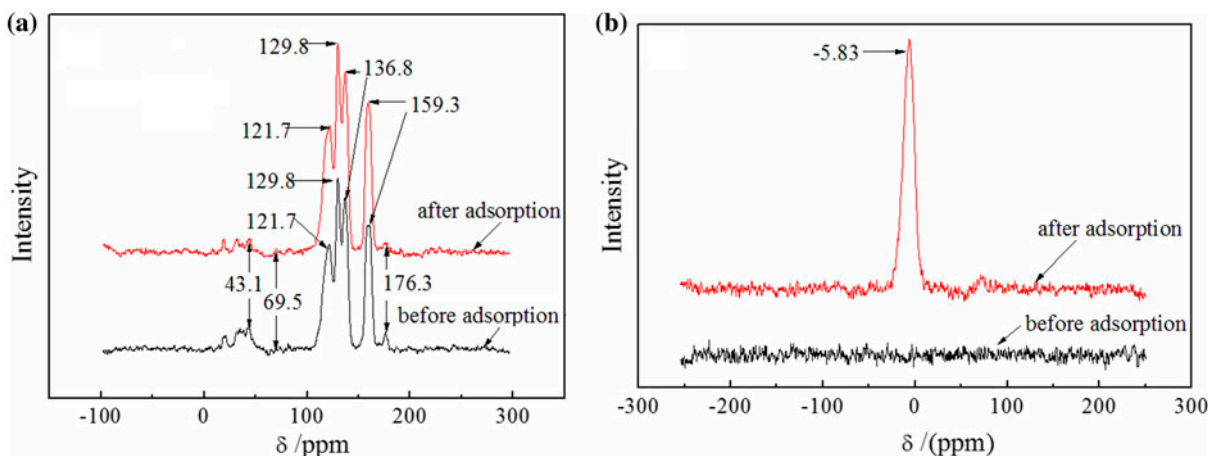 (a)
129.8
136.8
159.3
121.7
129.8
121.7
after adsorption
43.1
69.5
176.3
before adsorption
Intensity
-100 0 100 200 300
δ /ppm
(b)
-5.83
after adsorption
before adsorption
Intensity
-300 -200 -100 0 100 200 300
δ /(ppm)